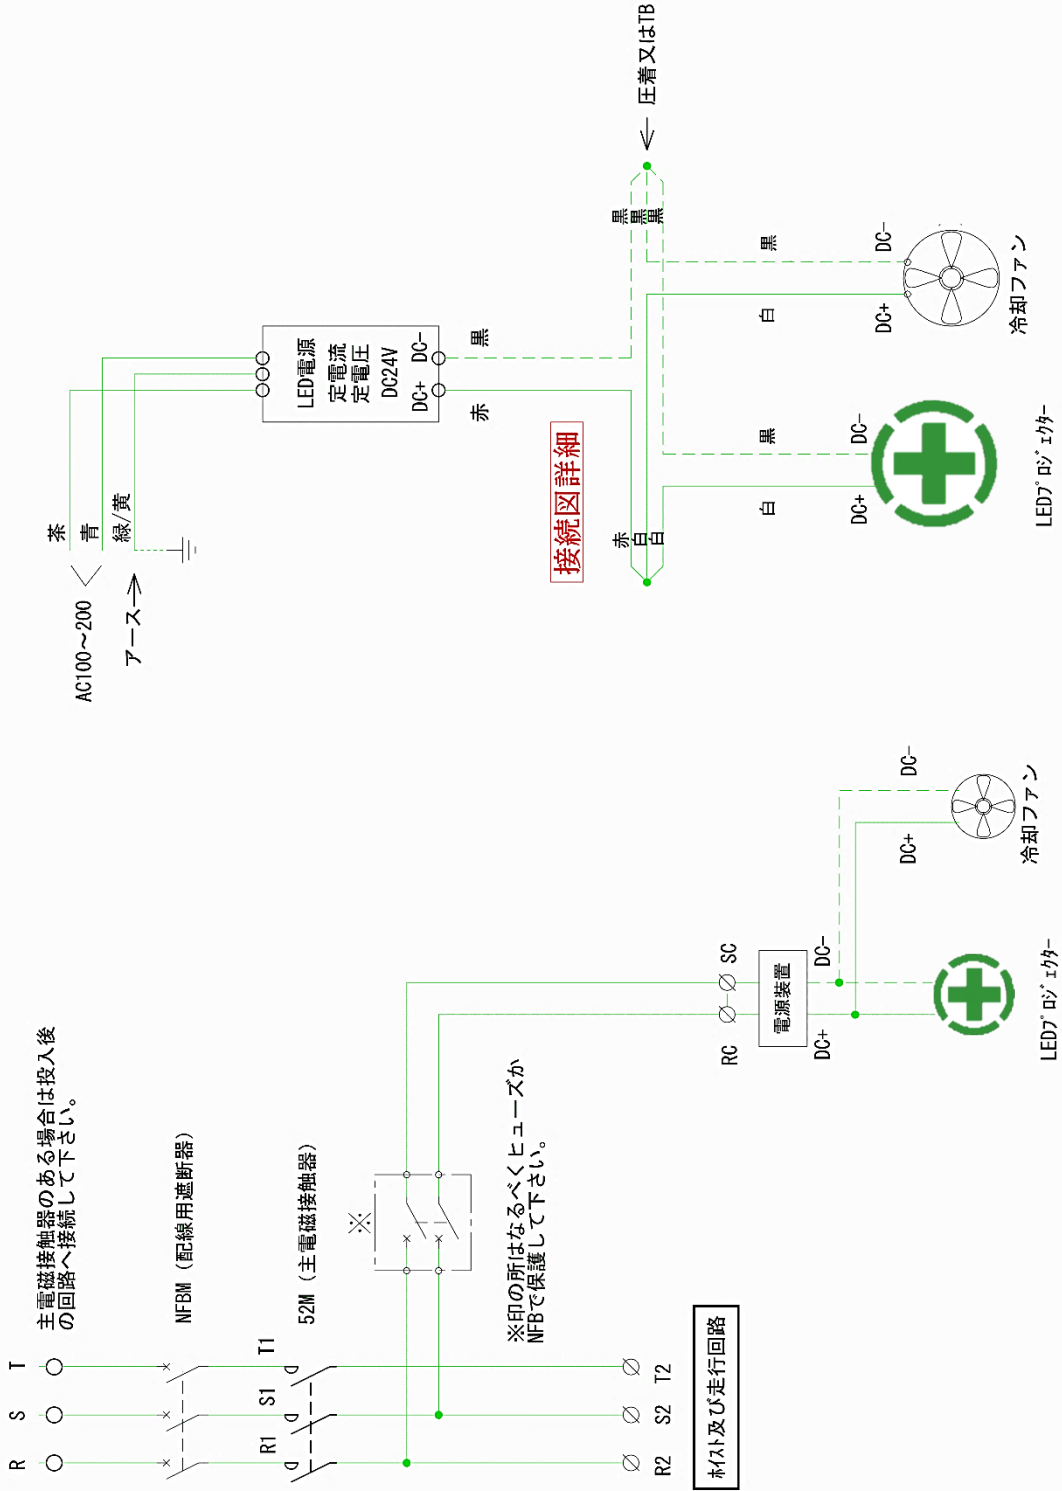 主電磁接触器のある場合は投入後
の回路へ接続して下さい。
R
S
T
NFBM (配線用遮断器)
52M (主電磁接触器)
R1
S1
T1
※
※印の所はなるべくヒューズか
NFBで保護して下さい。
R2
S2
T2
ﾎｲｽﾄ及び走行回路
RC
SC
電源装置
DC+
DC-
DC+
DC-
冷却ファン
LEDﾌﾟﾛｼﾞｪｸﾀｰ
AC100～200
茶
青
緑/黄
アース
LED電源
定電流
定電圧
DC24V
DC+
DC-
赤
黒
接続図詳細
赤
白
白
黒
黒
黒
圧着又はTB
白
黒
DC+
DC-
LEDﾌﾟﾛｼﾞｪｸﾀｰ
白
黒
DC+
DC-
冷却ファン